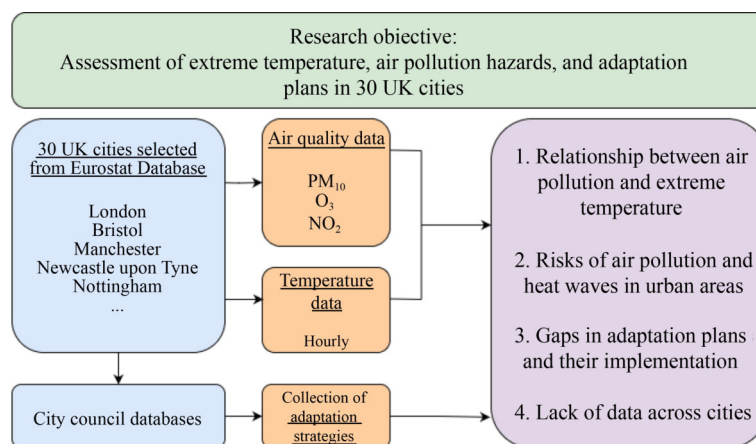 Research objective:
Assessment of extreme temperature, air pollution hazards, and adaptation
plans in 30 UK cities
30 UK cities selected
from Eurostat Database
London
Bristol
Manchester
Newcastle upon Tyne
Nottingham
...
Air quality data
PM₁₀
O₃
NO₂
Temperature
data
Hourly
City council databases
Collection of
adaptation
strategies
1. Relationship between air
pollution and extreme
temperature
2. Risks of air pollution and
heat waves in urban areas
3. Gaps in adaptation plans
and their implementation
4. Lack of data across cities